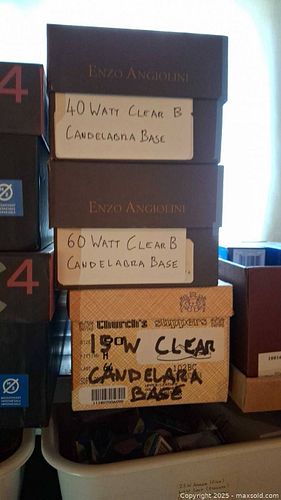 4
ENZO ANGIOLINI
40 WATT CLEAR B
CANDELABRA BASE
ENZO ANGIOLINI
60 WATT CLEAR B
CANDELABRA BASE
4
Church's slippers
W CLEAR
CANDELABRA
BASE
Copyright 2025 - maxsold.com